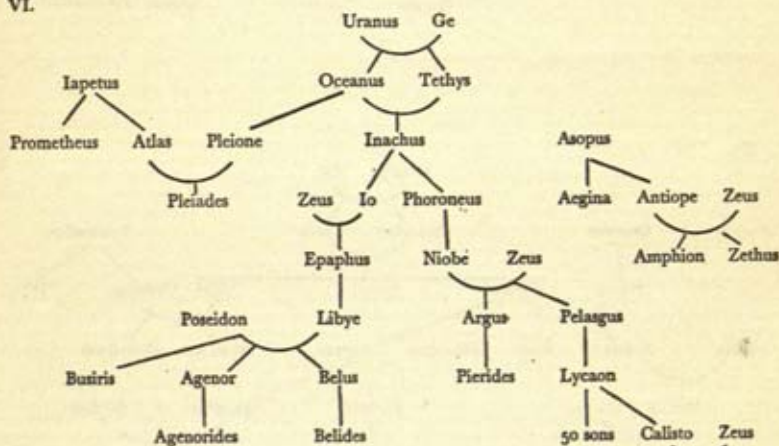 VI.
Uranus Ge
Iapetus Oceanus Tethys
Prometheus Atlas Pleione Inachus Asopus
Pleiades Zeus Io Phoroneus Aegina Antiope Zeus
Epaphus Niobe Zeus Amphion Zethus
Poseidon Libye Argus Pelasgus
Busiris Agenor Belus Pierides Lycaon
Agenorides Belides 50 sons Calisto Zeus